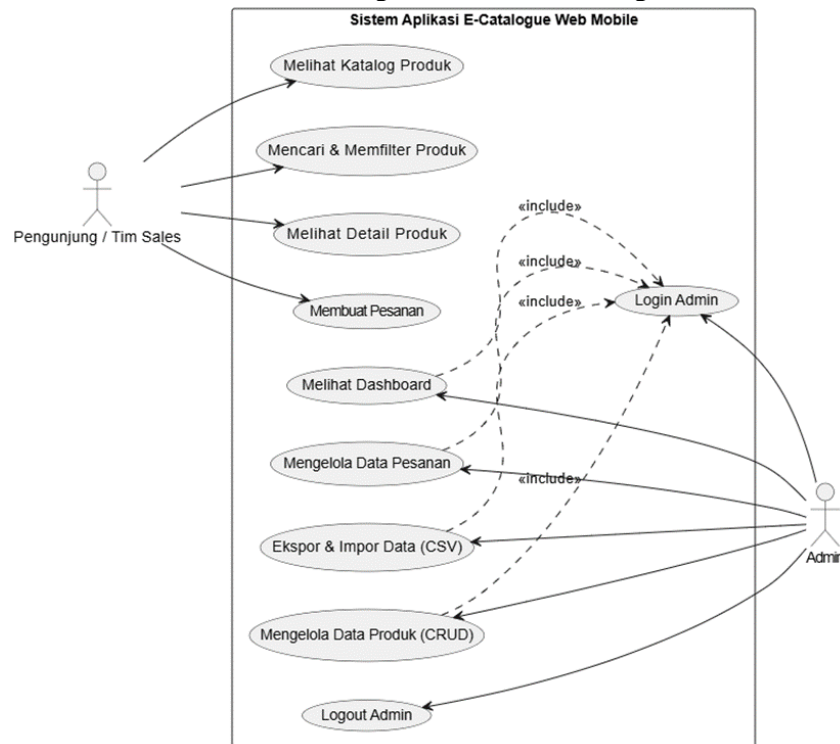 Sistem Aplikasi E-Catalogue Web Mobile
Melihat Katalog Produk
Mencari & Memfilter Produk
«include»
Pengunjung / Tim Sales
Melihat Detail Produk
«include»
«include»
Login Admin
Membuat Pesanan
Melihat Dashboard
Mengelola Data Pesanan
«include»
Ekspor & Impor Data (CSV)
Admin
Mengelola Data Produk (CRUD)
Logout Admin